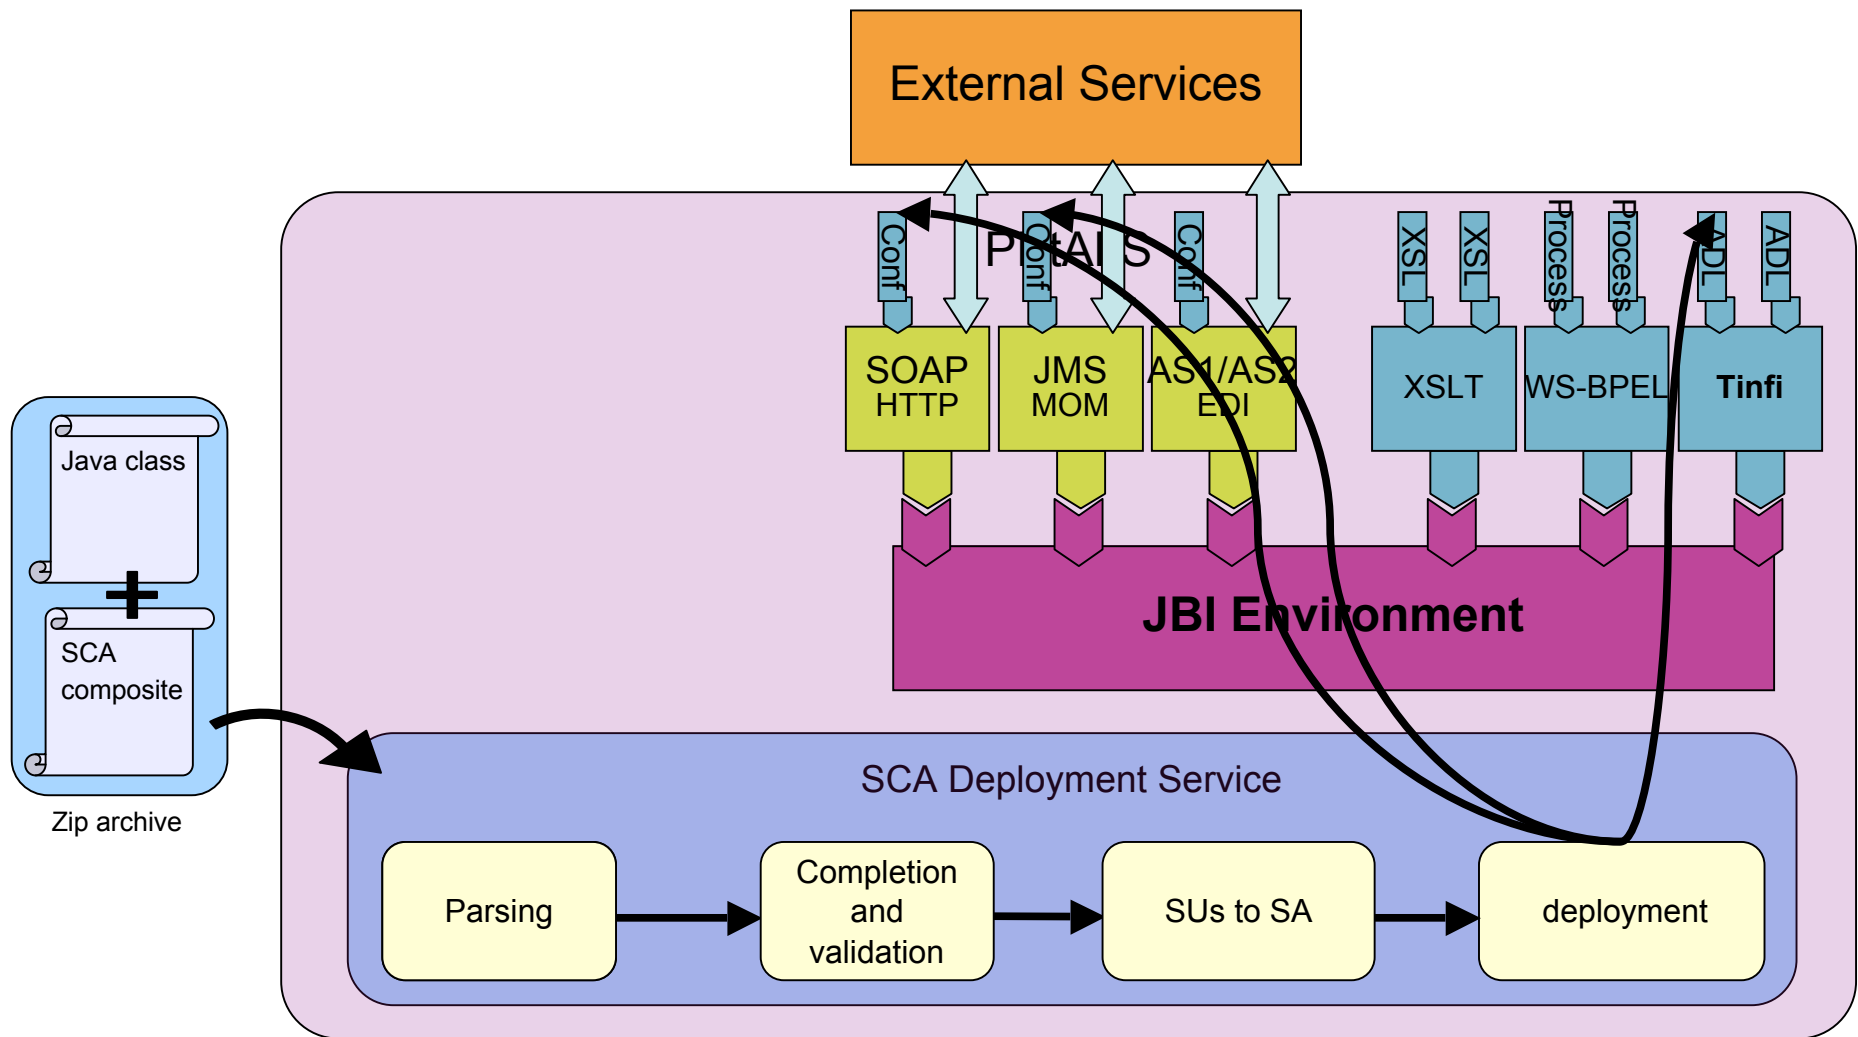 External Services
Conf
Conf
Conf
XSL
XSL
Process
Process
ADL
ADL
SOAP
HTTP
JMS
MOM
AS1/AS2
EDI
XSLT
WS-BPEL
Tinfi
JBI Environment
Java class
+
SCA
composite
Zip archive
SCA Deployment Service
Parsing
Completion
and
validation
SUs to SA
deployment